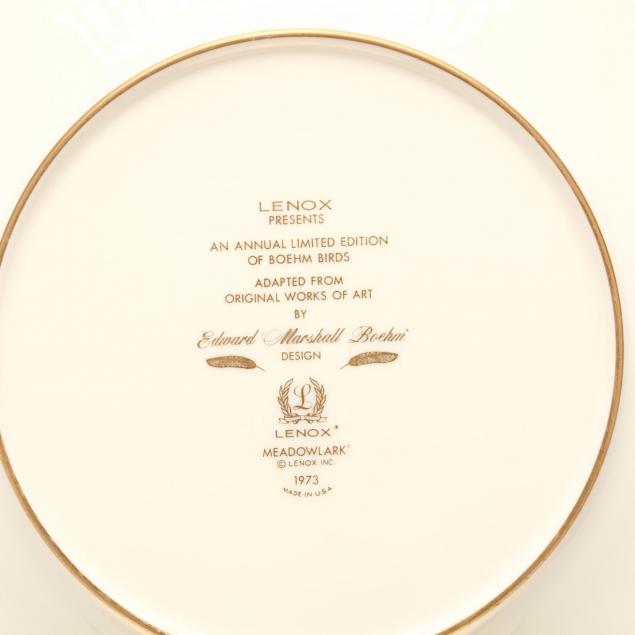 LENOX
PRESENTS
AN ANNUAL LIMITED EDITION
OF BOEHM BIRDS
ADAPTED FROM
ORIGINAL WORKS OF ART
BY
Edward Marshall Boehm
DESIGN
L
LENOX®
MEADOWLARK
© LENOX INC.
1973
MADE IN U.S.A.